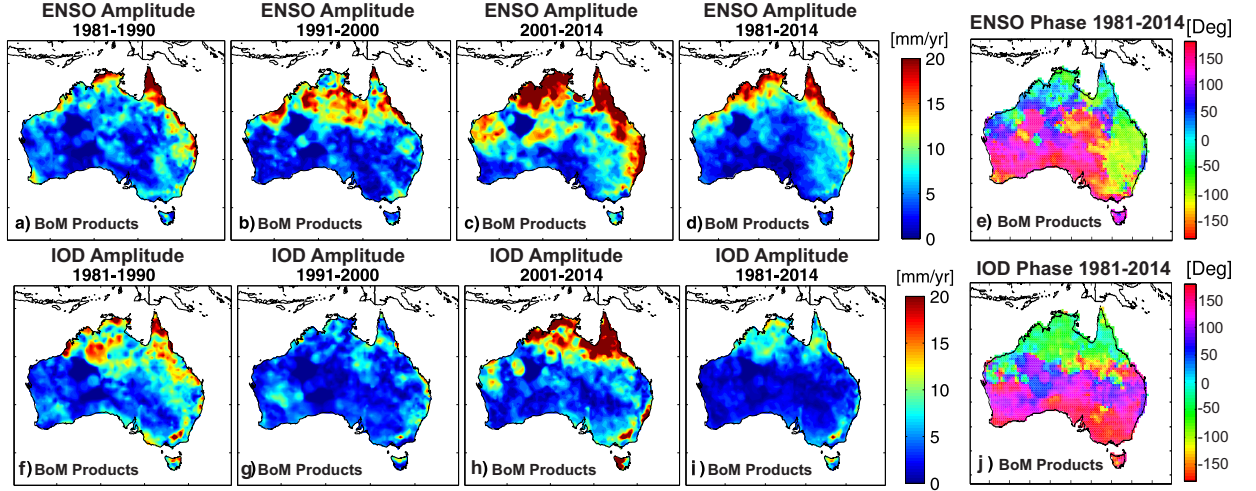 ENSO Amplitude
1981-1990
ENSO Amplitude
1991-2000
ENSO Amplitude
2001-2014
ENSO Amplitude
1981-2014
[mm/yr]
20
15
10
5
0
ENSO Phase 1981-2014
[Deg]
150
100
50
0
-50
-100
-150
a) BoM Products
b) BoM Products
c) BoM Products
d) BoM Products
e) BoM Products
IOD Amplitude
1981-1990
IOD Amplitude
1991-2000
IOD Amplitude
2001-2014
IOD Amplitude
1981-2014
[mm/yr]
20
15
10
5
0
IOD Phase 1981-2014
[Deg]
150
100
50
0
-50
-100
-150
f) BoM Products
g) BoM Products
h) BoM Products
i) BoM Products
j ) BoM Products